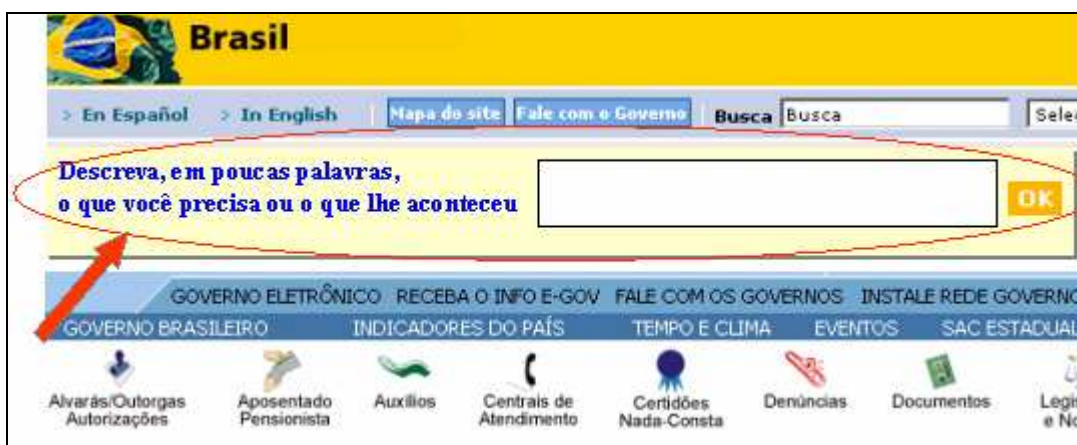 Brasil
> En Español > In English Mapa do site Fale com o Governo Busca Busca
Descreva, em poucas palavras,
o que você precisa ou o que lhe aconteceu
OK
GOVERNO ELETRÔNICO RECEBA O INFO E-GOV FALE COM OS GOVERNOS INSTALE REDE
GOVERNO BRASILEIRO INDICADORES DO PAÍS TEMPO E CLIMA EVENTOS SAC ESTADUAL
Alvarás/Outorgas Aposentado Auxílios Centrais de Certidões Denúncias Documentos
Autorizações Pensionista Atendimento Nada-Consta